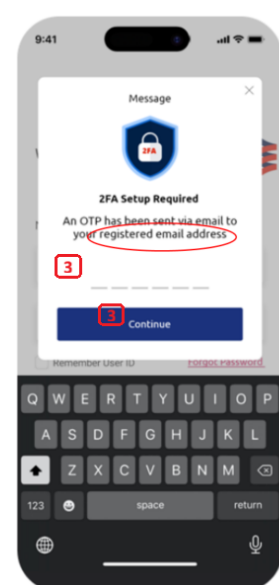 9:41
Message
2FA
2FA Setup Required
An OTP has been sent via email to
your registered email address
3
3
Continue
Remember User ID Forgot Password
Q W E R T Y U I O P
A S D F G H J K L
Z X C V B N M
123 space return